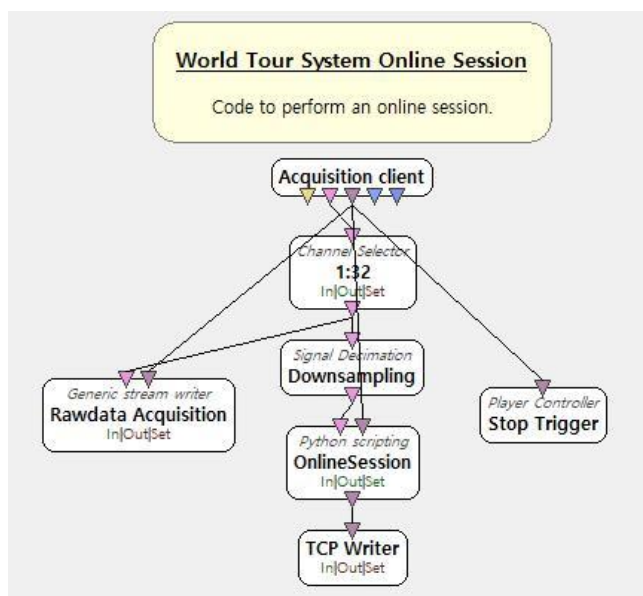 World Tour System Online Session
Code to perform an online session.
Acquisition client
Channel Selector
1:32
In|Out|Set
Signal Decimation
Downsampling
Generic stream writer
Rawdata Acquisition
In|Out|Set
Player Controller
Stop Trigger
Python scripting
OnlineSession
In|Out|Set
TCP Writer
In|Out|Set